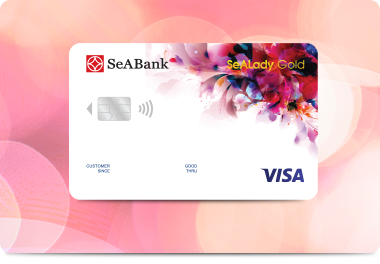 SeABank
SeALady Gold
CUSTOMER
SINCE
GOOD
THRU
VISA